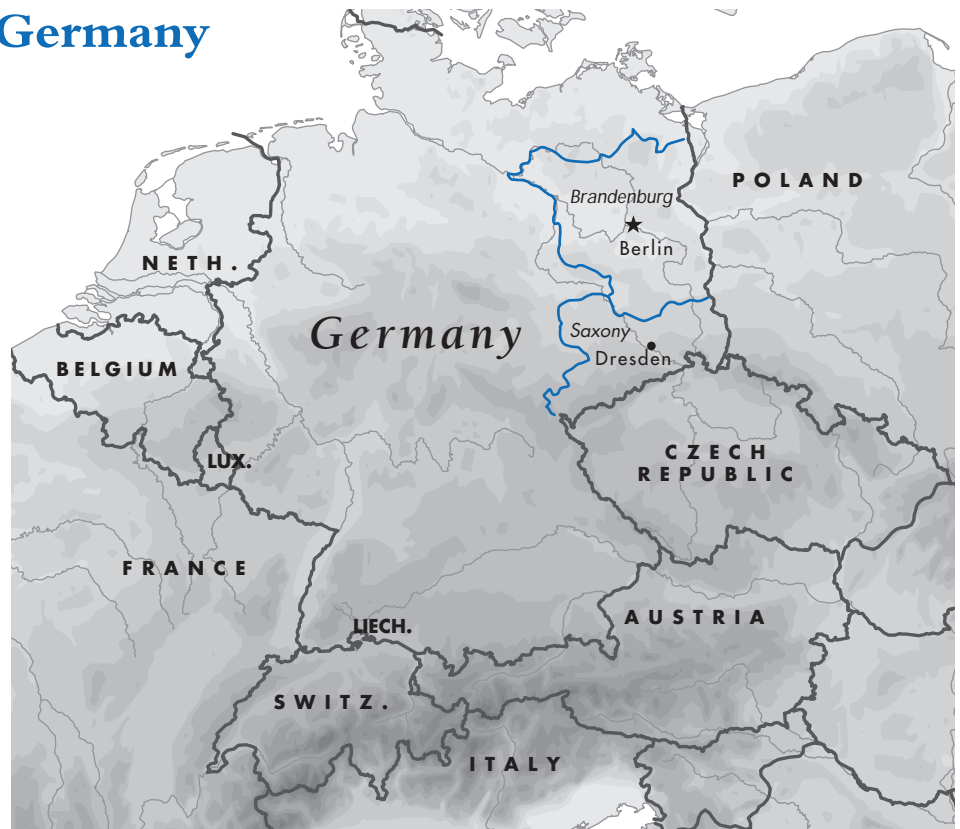 Germany
POLAND
Brandenburg
Berlin
NETH.
Germany
Saxony
Dresden
BELGIUM
CZECH
REPUBLIC
LUX.
FRANCE
LIECH.
AUSTRIA
SWITZ.
ITALY